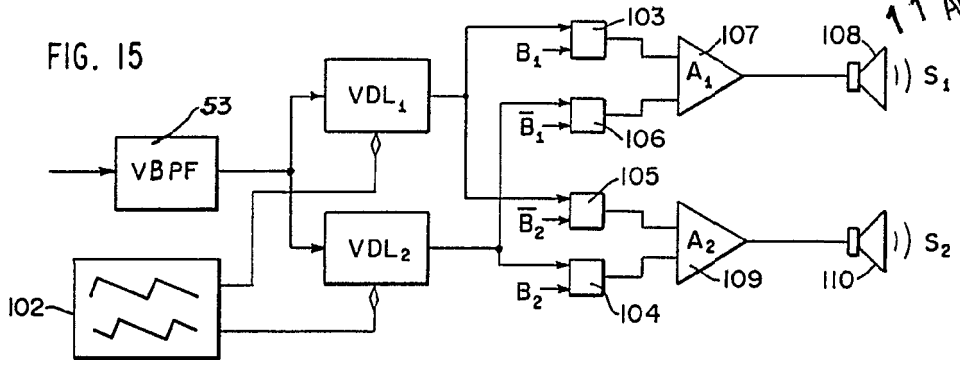 FIG. 15
53
VBPF
102
VDL₁
VDL₂
103
B₁
B̅₁
106
105
B̅₂
B₂
104
107
A₁
A₂
109
108
S₁
S₂
110
11 A